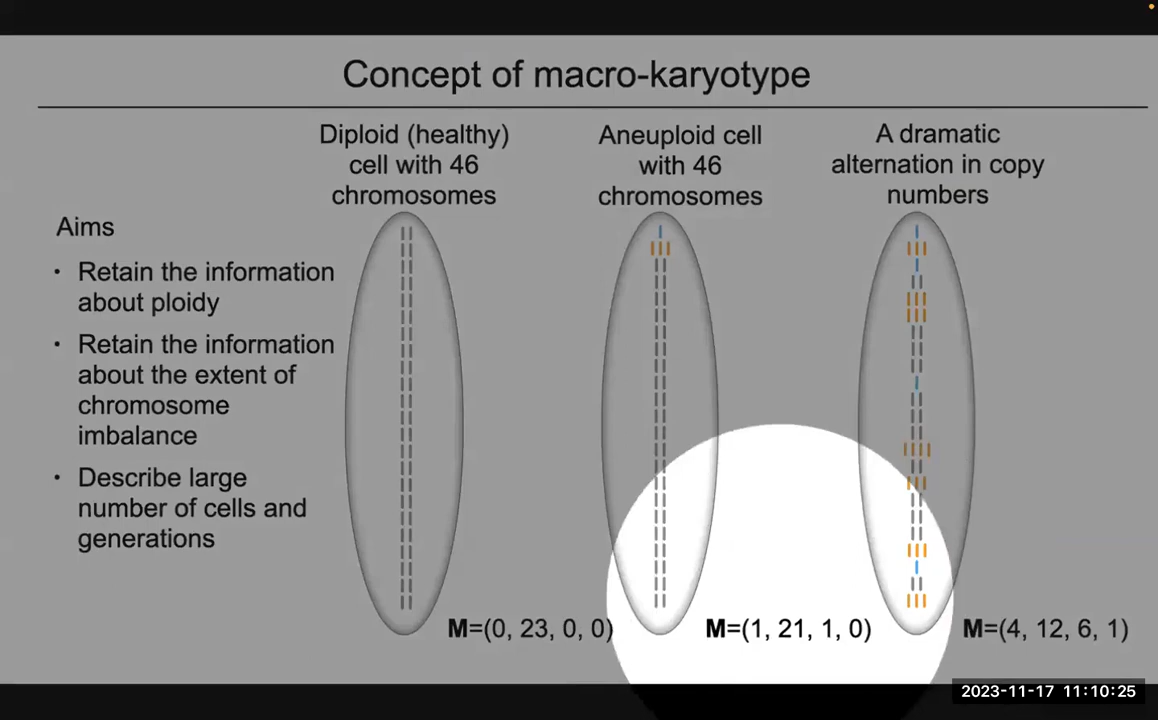 Concept of macro-karyotype
Diploid (healthy)
cell with 46
chromosomes
Aneuploid cell
with 46
chromosomes
A dramatic
alternation in copy
numbers
Aims
• Retain the information
about ploidy
• Retain the information
about the extent of
chromosome
imbalance
• Describe large
number of cells and
generations
M=(0, 23, 0, 0)
M=(1, 21, 1, 0)
M=(4, 12, 6, 1)
2023-11-17 11:10:25